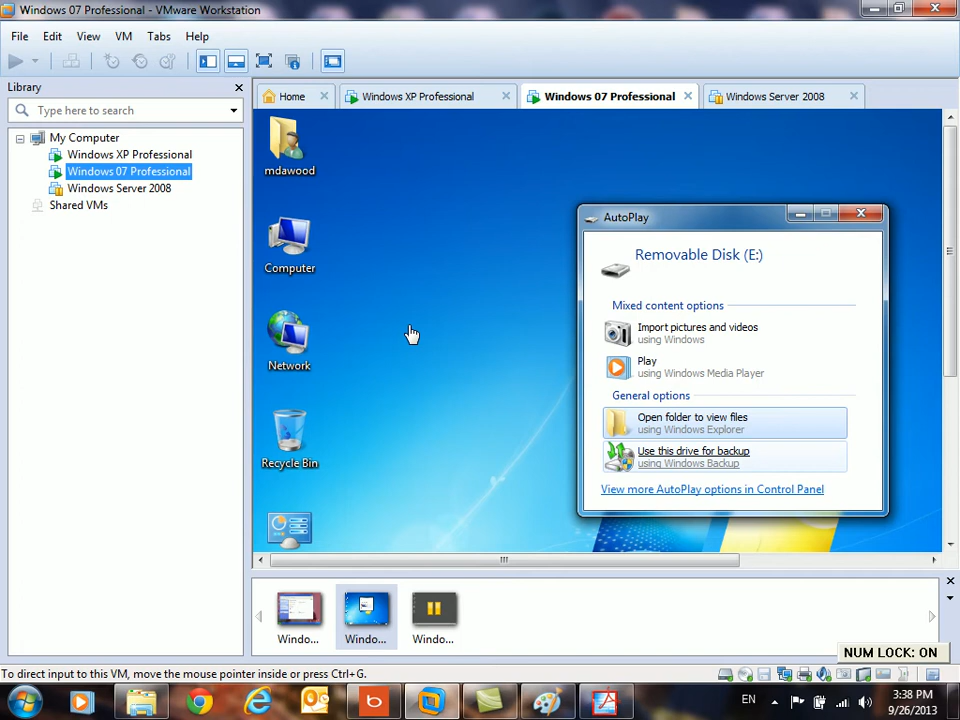 Windows 07 Professional - VMware Workstation
File Edit View VM Tabs Help
Library
Type here to search
My Computer
Windows XP Professional
Windows 07 Professional
Windows Server 2008
Shared VMs
Home
Windows XP Professional
Windows 07 Professional
Windows Server 2008
mdawood
Computer
Network
Recycle Bin
AutoPlay
Removable Disk (E:)
Mixed content options
Import pictures and videos
using Windows
Play
using Windows Media Player
General options
Open folder to view files
using Windows Explorer
Use this drive for backup
using Windows Backup
View more AutoPlay options in Control Panel
Windo...
Windo...
Windo...
NUM LOCK: ON
To direct input to this VM, move the mouse pointer inside or press Ctrl+G.
EN
3:38 PM
9/26/2013